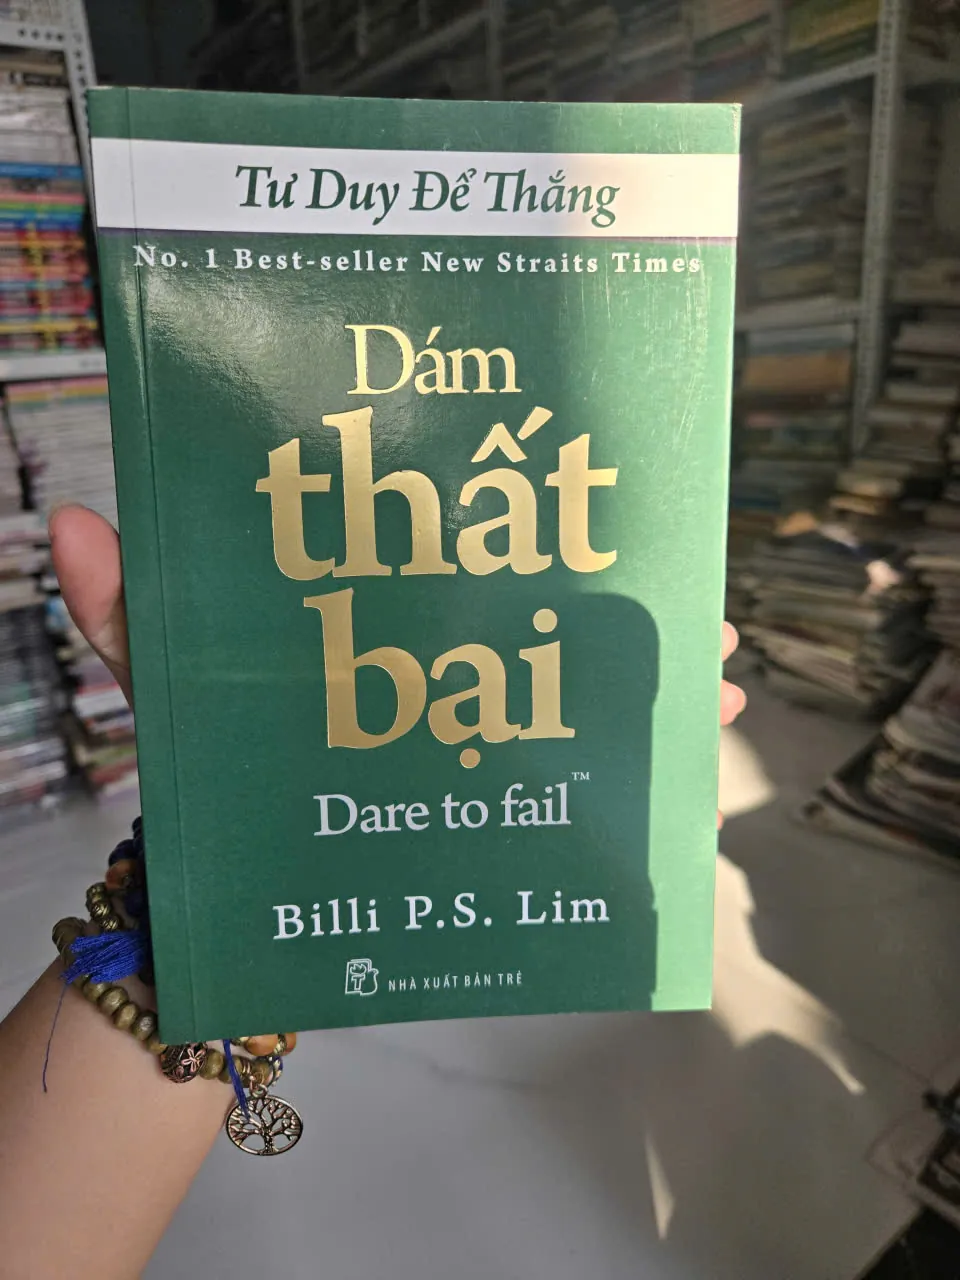 Tư Duy Để Thắng
No. 1 Best-seller New Straits Times
Dám
thất
bại
Dare to fail™
Billi P.S. Lim
NHÀ XUẤT BẢN TRẺ